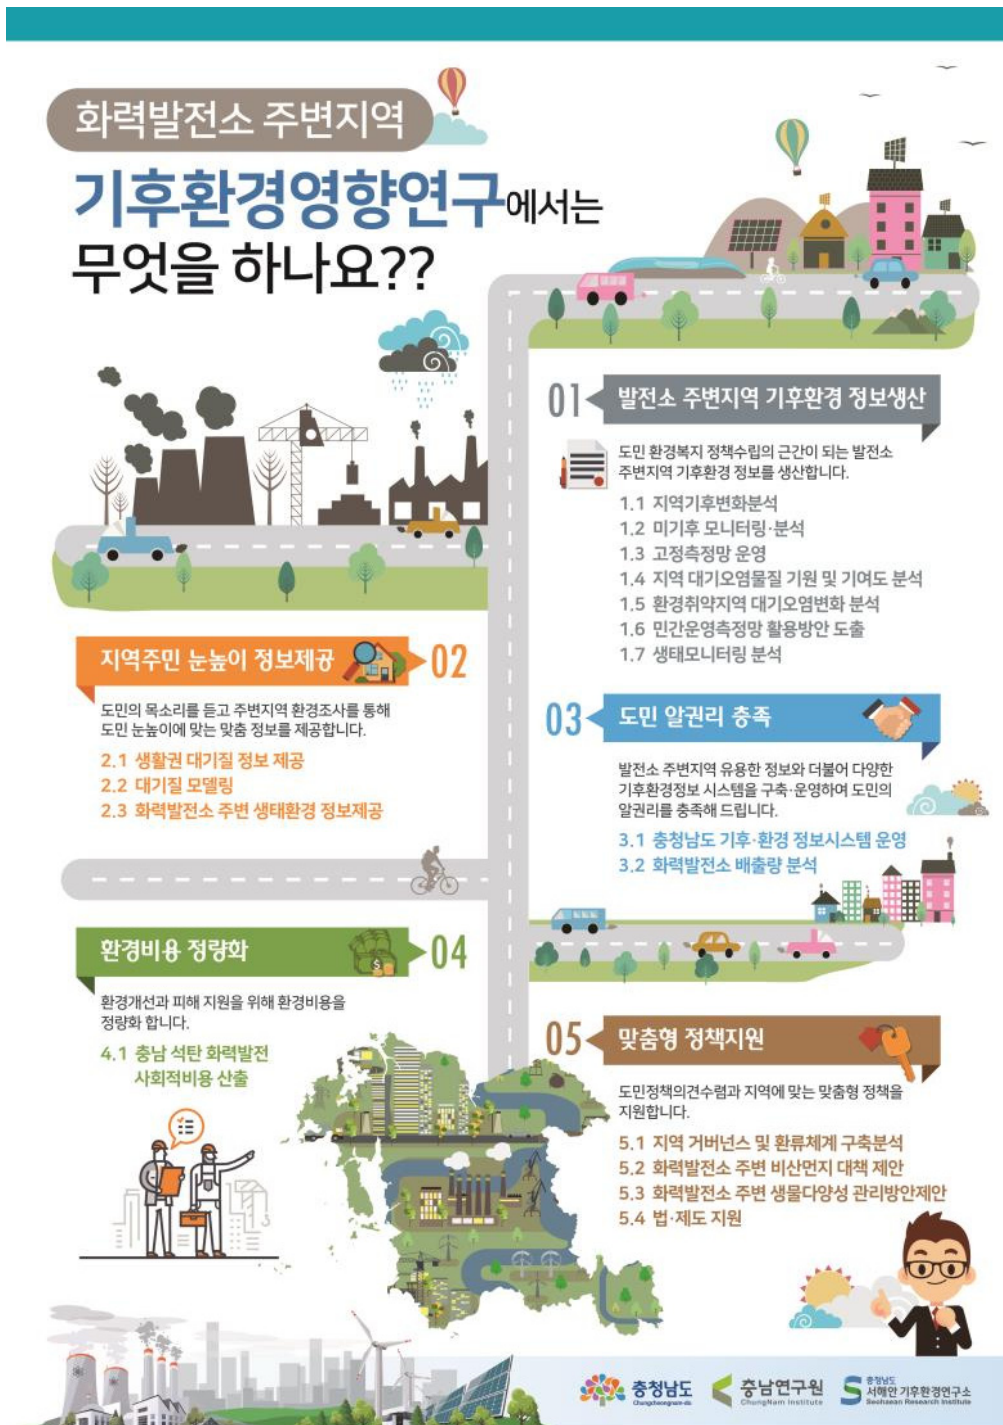 화력발전소 주변지역
기후환경영향연구에서는
무엇을 하나요??
01
발전소 주변지역 기후환경 정보생산
도민 환경복지 정책수립의 근간이 되는 발전소
주변지역 기후환경 정보를 생산합니다.
1.1 지역기후변화분석
1.2 미기후 모니터링·분석
1.3 고정측정망 운영
1.4 지역 대기오염물질 기원 및 기여도 분석
1.5 환경취약지역 대기오염변화 분석
1.6 민간운영측정망 활용방안 도출
1.7 생태모니터링 분석
지역주민 눈높이 정보제공
02
도민의 목소리를 듣고 주변지역 환경조사를 통해
도민 눈높이에 맞는 맞춤 정보를 제공합니다.
2.1 생활권 대기질 정보 제공
2.2 대기질 모델링
2.3 화력발전소 주변 생태환경 정보제공
03
도민 알권리 충족
발전소 주변지역 유용한 정보와 더불어 다양한
기후환경정보 시스템을 구축·운영하여 도민의
알권리를 충족해 드립니다.
3.1 충청남도 기후·환경 정보시스템 운영
3.2 화력발전소 배출량 분석
환경비용 정량화
04
환경개선과 피해 지원을 위해 환경비용을
정량화 합니다.
4.1 충남 석탄 화력발전
사회적비용 산출
05
맞춤형 정책지원
도민정책의견수렴과 지역에 맞는 맞춤형 정책을
지원합니다.
5.1 지역 거버넌스 및 환류체계 구축분석
5.2 화력발전소 주변 비산먼지 대책 제안
5.3 화력발전소 주변 생물다양성 관리방안제안
5.4 법·제도 지원
충청남도
Chungcheongnam-do
충남연구원
ChungNam Institute
충청남도
서해안 기후환경연구소
Seohaean Research Institute